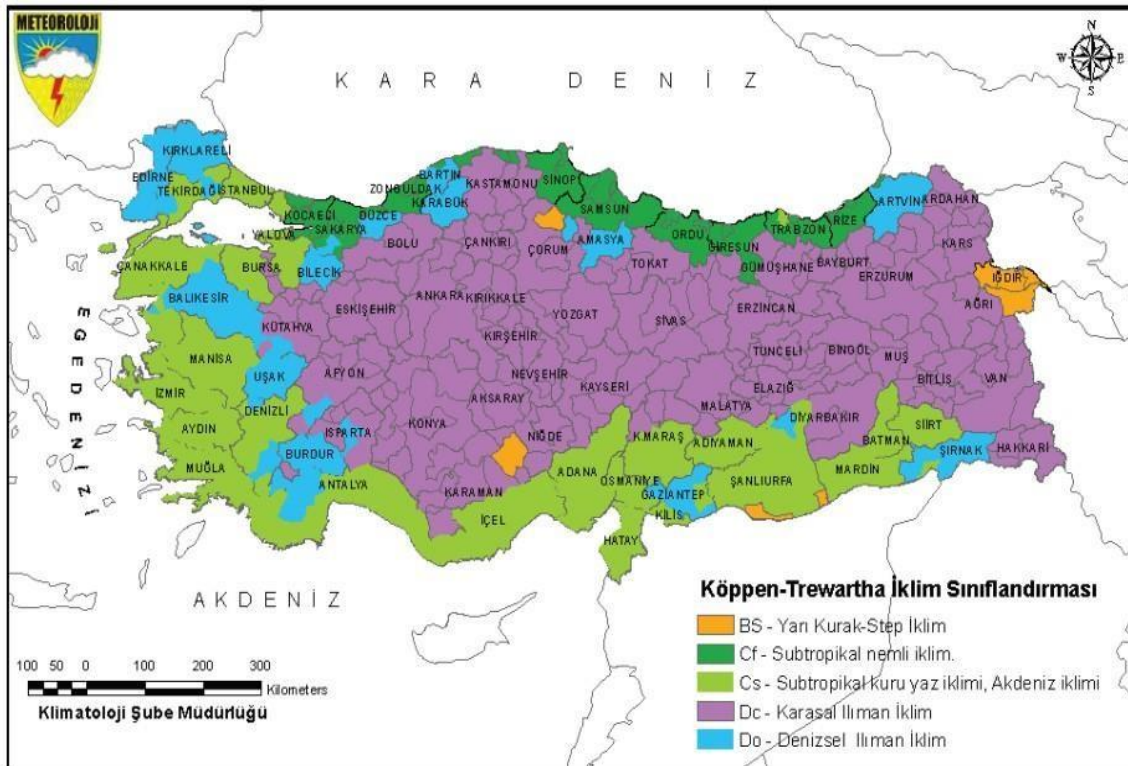 METEOROLOJİ
N
W E
S
KARA DENİZ
KIRKLARELİ
EDİRNE
TEKİRDAĞ
İSTANBUL
KOCAELİ
YALOVA
SAKARYA
DÜZCE
ZONGULDAK
BARTIN
KARABÜK
KASTAMONU
SİNOP
SAMSUN
ORDU
GİRESUN
TRABZON
RİZE
ARTVİN
ARDAHAN
ÇANAKKALE
BURSA
BİLECİK
BOLU
ÇANKIRI
ÇORUM
AMASYA
TOKAT
GÜMÜŞHANE
BAYBURT
ERZURUM
KARS
IĞDIR
AĞRI
BALIKESİR
KÜTAHYA
ESKİŞEHİR
ANKARA
KIRIKKALE
YOZGAT
SİVAS
ERZİNCAN
KIRŞEHİR
TUNCELİ
BİNGÖL
MUŞ
BİTLİS
VAN
EGE DENİZİ
MANİSA
İZMİR
UŞAK
AFYON
NEVŞEHİR
KAYSERİ
ELAZIĞ
AKSARAY
MALATYA
DENİZLİ
AYDIN
ISPARTA
KONYA
NİĞDE
K.MARAŞ
ADIYAMAN
DİYARBAKIR
BATMAN
SİİRT
ŞIRNAK
HAKKARİ
BURDUR
MUĞLA
ANTALYA
KARAMAN
ADANA
OSMANİYE
GAZİANTEP
ŞANLIURFA
MARDİN
KİLİS
İÇEL
HATAY
AKDENİZ
Köppen-Trewartha İklim Sınıflandırması
BS - Yarı Kurak-Step İklim
Cf - Subtropikal nemli iklim.
Cs - Subtropikal kuru yaz iklimi, Akdeniz iklimi
Dc - Karasal Ilıman İklim
Do - Denizsel Ilıman İklim
100 50 0 100 200 300
Kilometers
Klimatoloji Şube Müdürlüğü